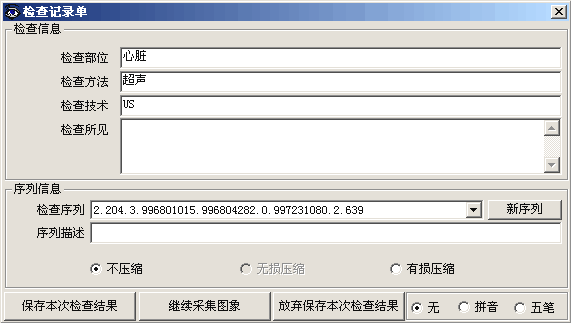 检查记录单
检查信息
检查部位 心脏
检查方法 超声
检查技术 US
检查所见
序列信息
检查序列 2.204.3.996801015.996804282.0.997231080.2.639 新序列
序列描述
不压缩 无损压缩 有损压缩
保存本次检查结果 继续采集图象 放弃保存本次检查结果 无 拼音 五笔